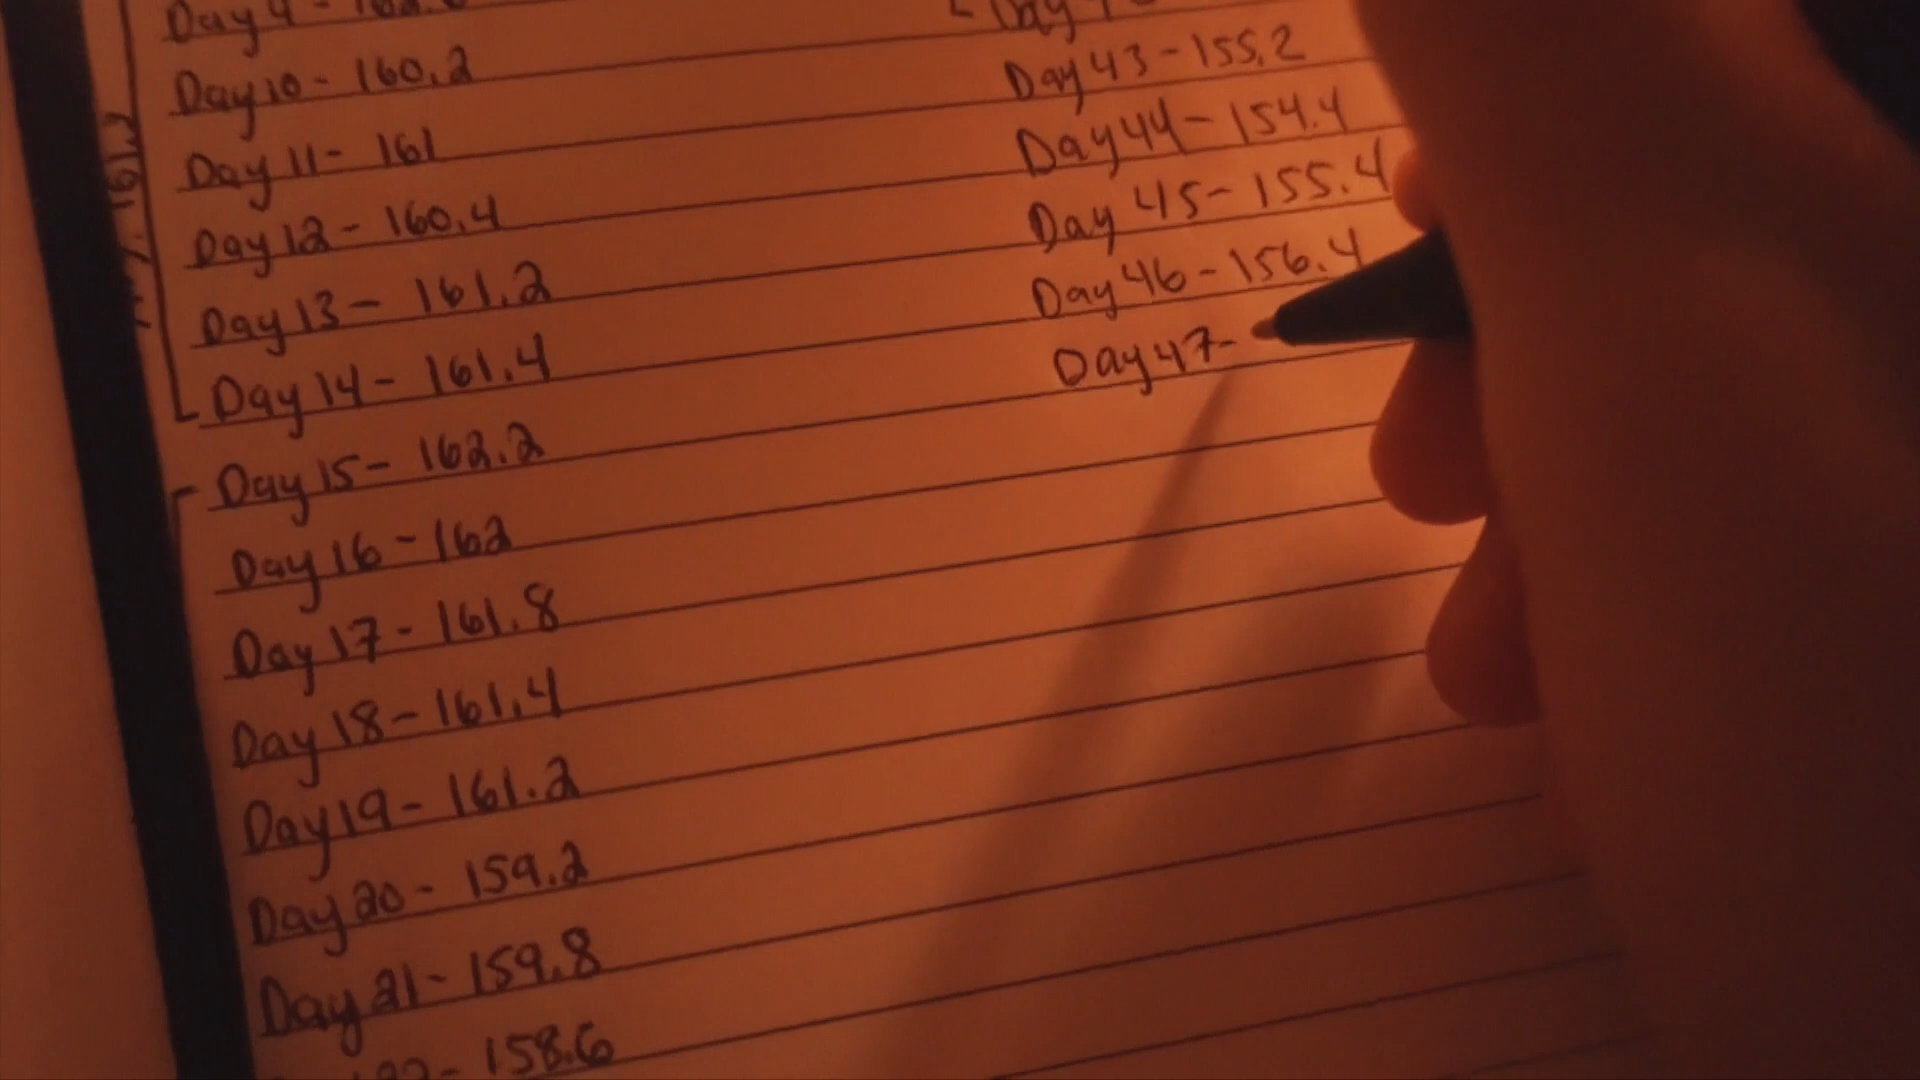 Day 10 - 160.2
Day 11 - 161
Day 12 - 160.4
Day 13 - 161.2
Day 14 - 161.4
Day 15 - 162.2
Day 16 - 162
Day 17 - 161.8
Day 18 - 161.4
Day 19 - 161.2
Day 20 - 159.2
Day 21 - 159.8
- 158.6
Day 43 - 155.2
Day 44 - 154.4
Day 45 - 155.4
Day 46 - 156.4
Day 47 -